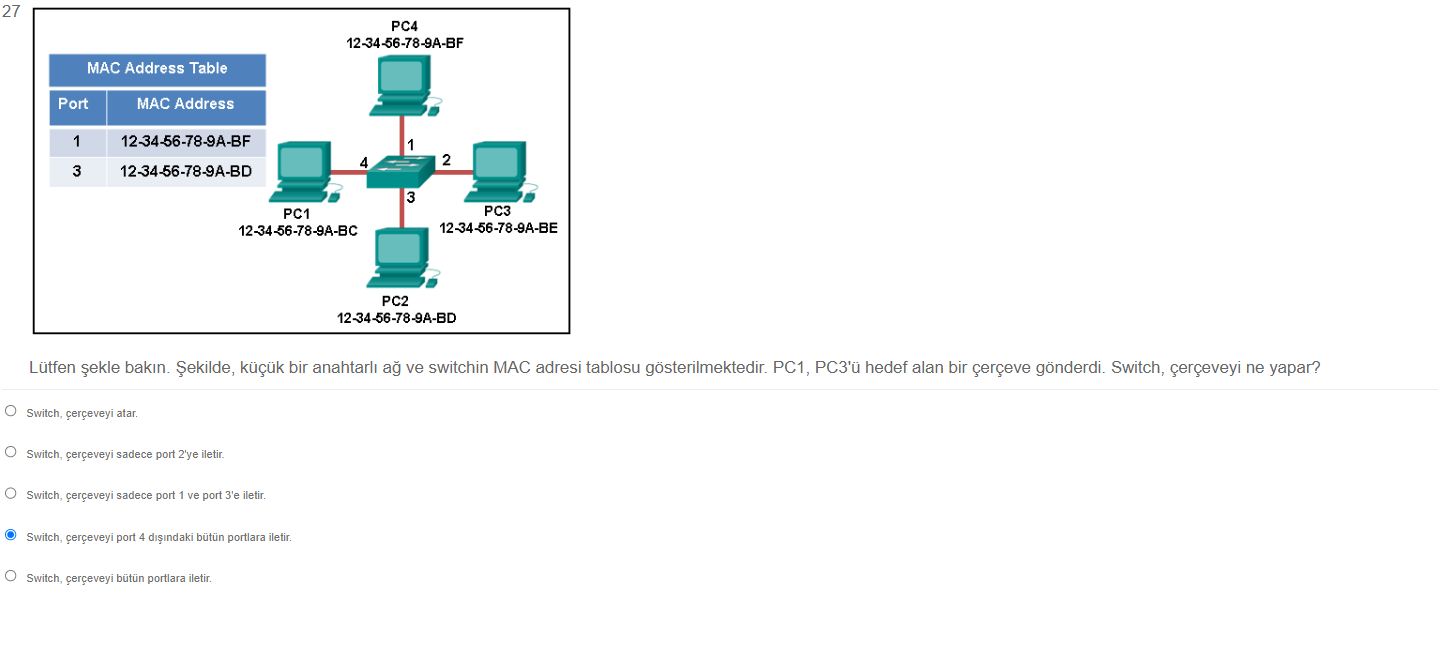 27
PC4
12-34-56-78-9A-BF
MAC Address Table
Port MAC Address
1 12-34-56-78-9A-BF
3 12-34-56-78-9A-BD
1
4
2
3
PC1
12-34-56-78-9A-BC
PC3
12-34-56-78-9A-BE
PC2
12-34-56-78-9A-BD
Lütfen şekle bakın. Şekilde, küçük bir anahtarlı ağ ve switchin MAC adresi tablosu gösterilmektedir. PC1, PC3'ü hedef alan bir çerçeve gönderdi. Switch, çerçeveyi ne yapar?
Switch, çerçeveyi atar.
Switch, çerçeveyi sadece port 2'ye iletir.
Switch, çerçeveyi sadece port 1 ve port 3'e iletir.
Switch, çerçeveyi port 4 dışındaki bütün portlara iletir.
Switch, çerçeveyi bütün portlara iletir.